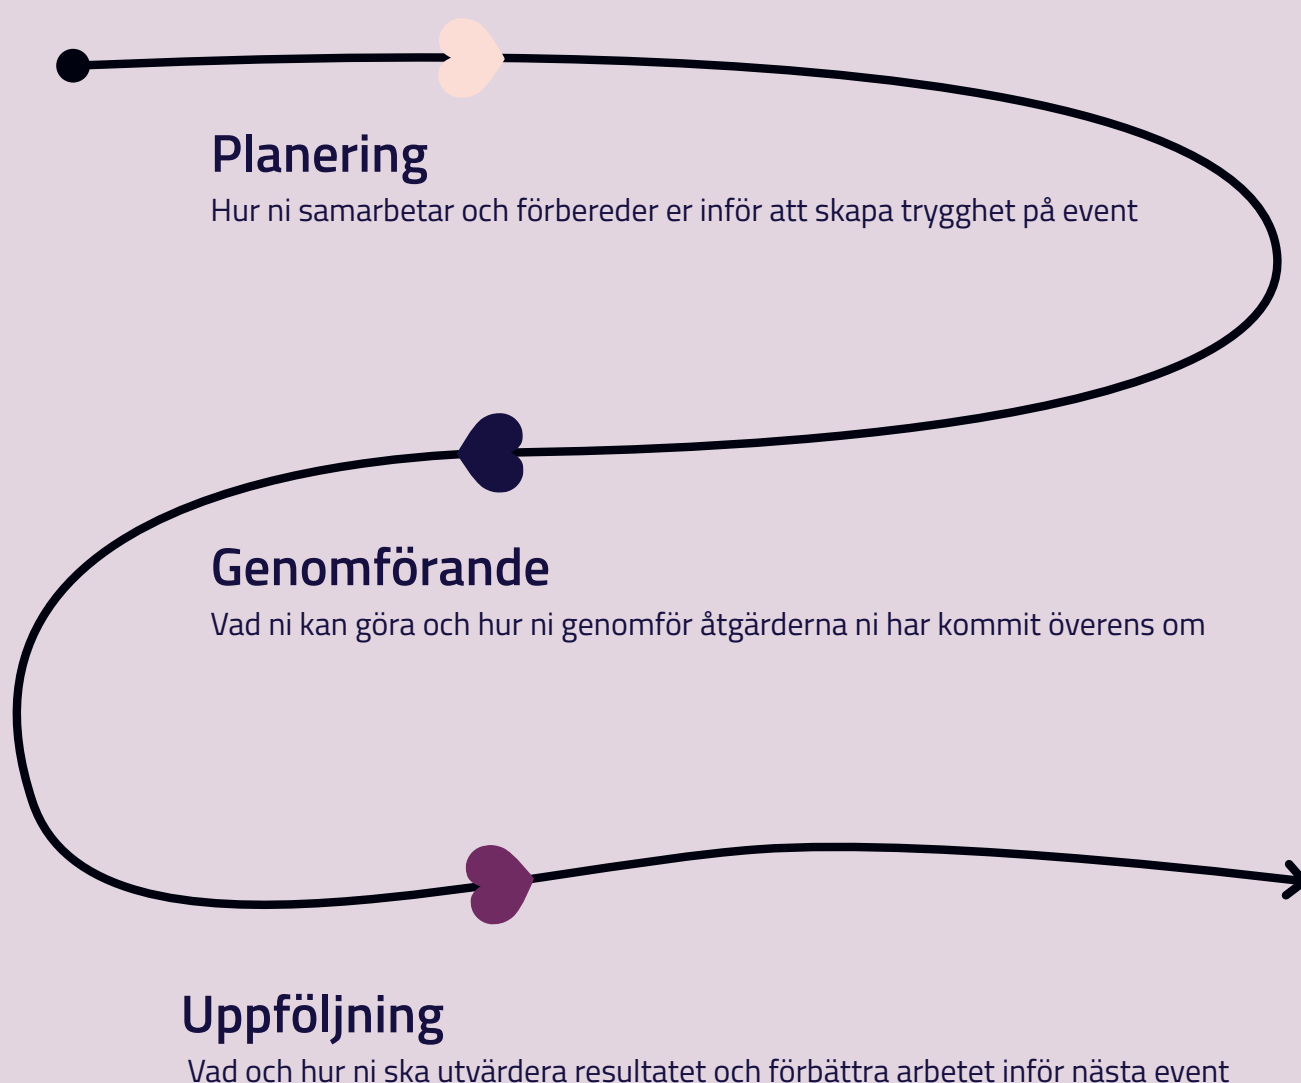 Planering
Hur ni samarbetar och förbereder er inför att skapa trygghet på event
Genomförande
Vad ni kan göra och hur ni genomför åtgärderna ni har kommit överens om
Uppföljning
Vad och hur ni ska utvärdera resultatet och förbättra arbetet inför nästa event